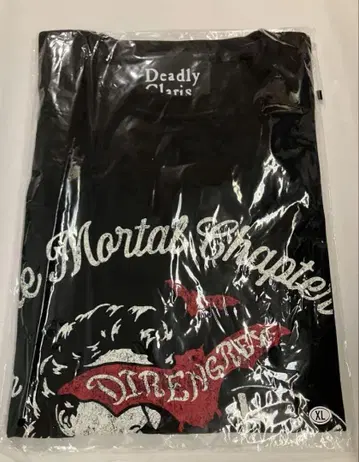 Deadly
Claris
e Mortal Chapter
DIRENGREY
XL